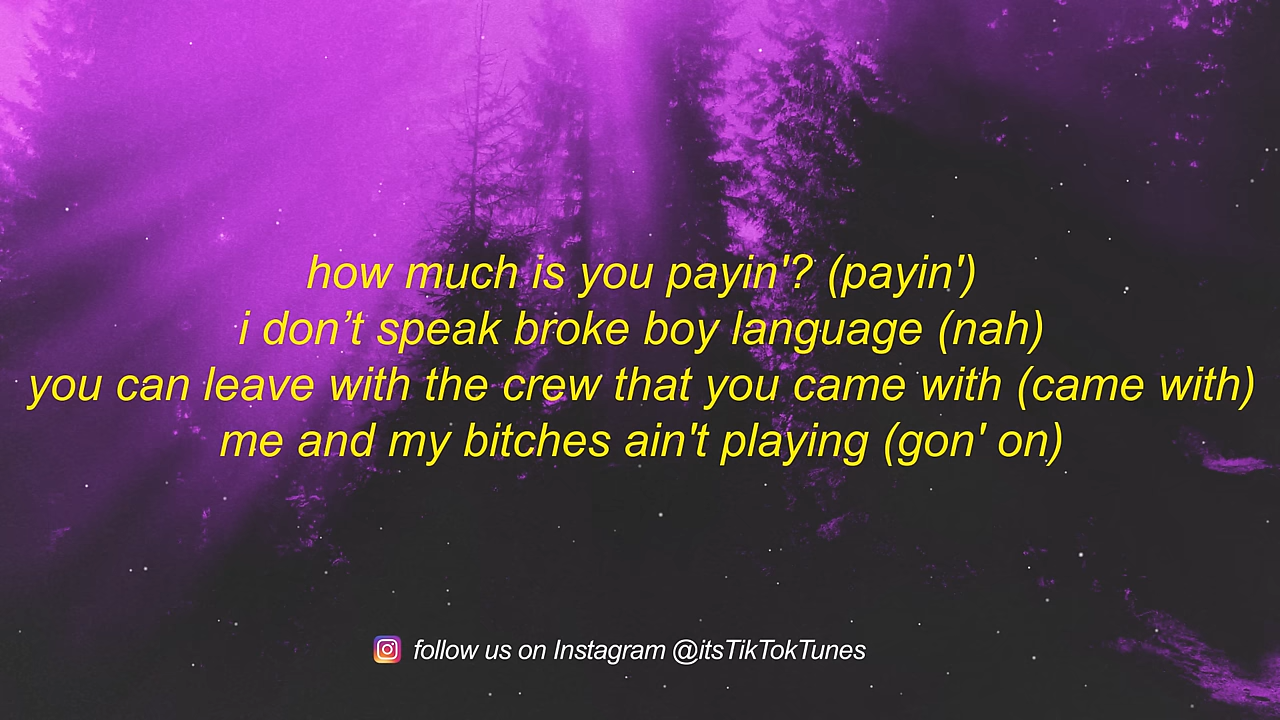 how much is you payin'? (payin')
i don’t speak broke boy language (nah)
you can leave with the crew that you came with (came with)
me and my bitches ain't playing (gon' on)
follow us on Instagram @itsTikTokTunes